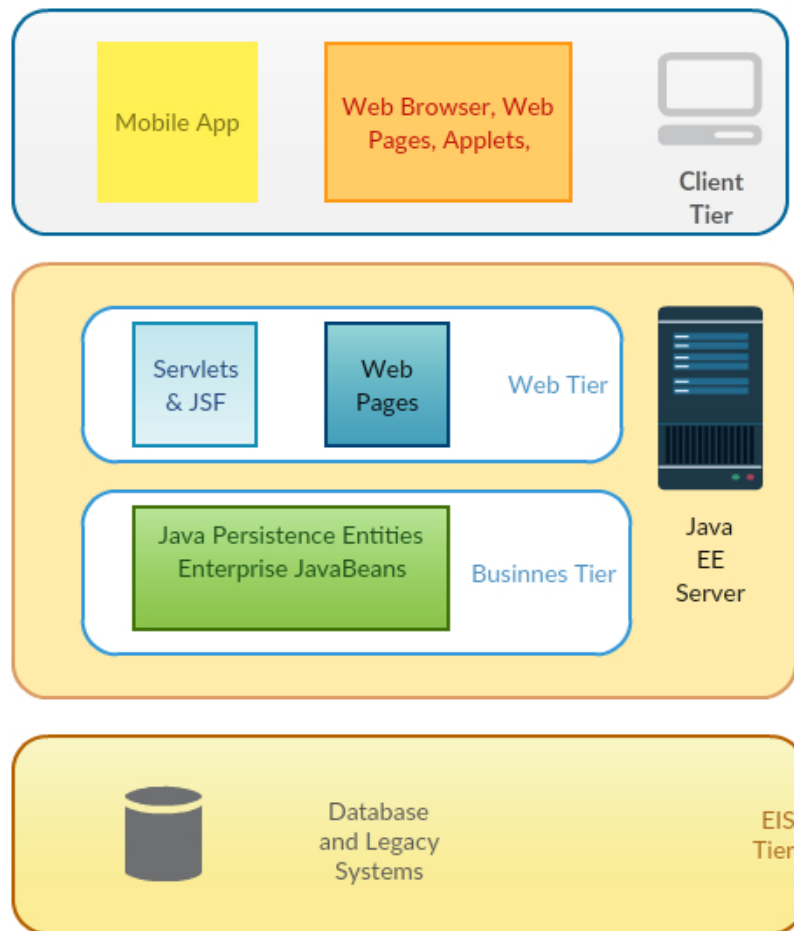 Mobile App
Web Browser, Web
Pages, Applets,
Client
Tier
Servlets
& JSF
Web
Pages
Web Tier
Java Persistence Entities
Enterprise JavaBeans
Businnes Tier
Java
EE
Server
Database
and Legacy
Systems
EIS
Tier